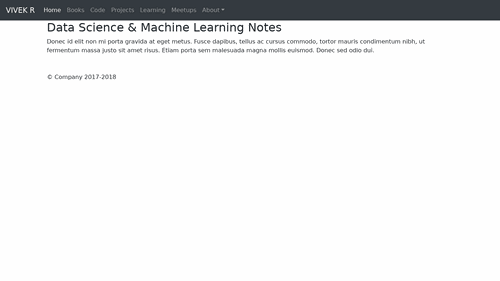 VIVEK R
Home Books Code Projects Learning Meetups About
Data Science & Machine Learning Notes
Donec id elit non mi porta gravida at eget metus. Fusce dapibus, tellus ac cursus commodo, tortor mauris condimentum nibh, ut
fermentum massa justo sit amet risus. Etiam porta sem malesuada magna mollis euismod. Donec sed odio dui.
© Company 2017-2018